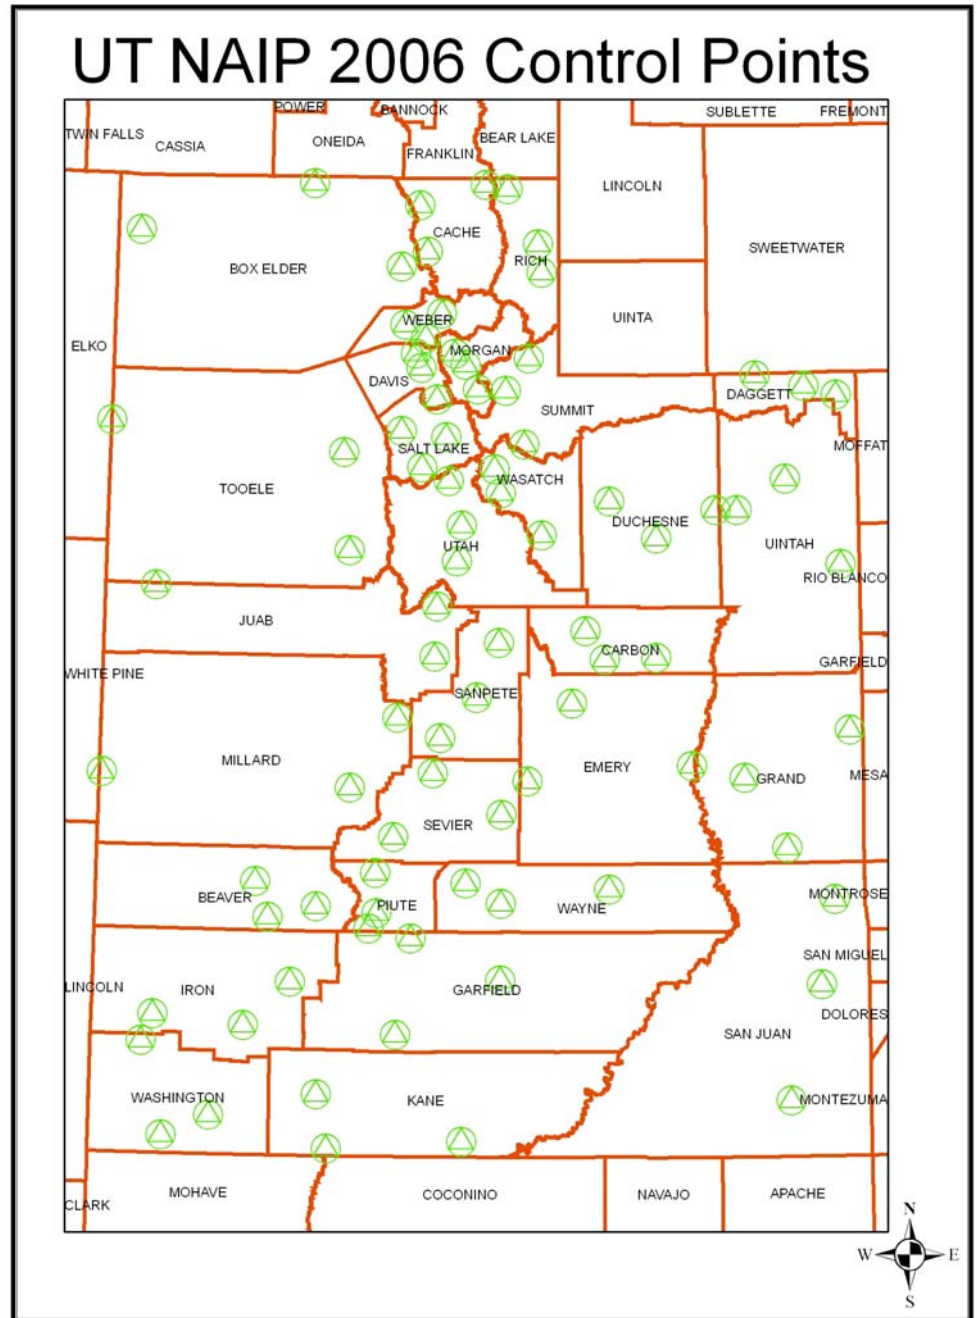 UT NAIP 2006 Control Points
POWER
BANNOCK
SUBLETTE
FREMONT
TWIN FALLS
CASSIA
ONEIDA
FRANKLIN
BEAR LAKE
LINCOLN
CACHE
SWEETWATER
BOX ELDER
RICH
WEBER
UINTA
ELKO
MORGAN
DAVIS
SUMMIT
DAGGETT
MOFFAT
SALT LAKE
WASATCH
TOOELE
DUCHESNE
UTAH
UINTAH
RIO BLANCO
JUAB
CARBON
GARFIELD
WHITE PINE
SANPETE
MILLARD
EMERY
GRAND
MESA
SEVIER
BEAVER
PIUTE
WAYNE
MONTROSE
SAN MIGUEL
LINCOLN
IRON
GARFIELD
DOLORES
SAN JUAN
WASHINGTON
KANE
MONTEZUMA
MOHAVE
COCONINO
NAVAJO
APACHE
CLARK
N
W
E
S